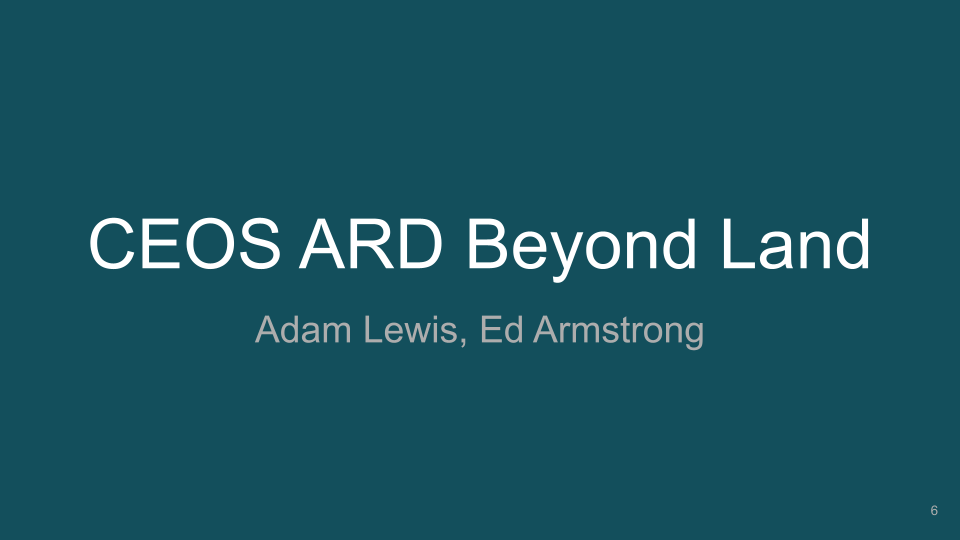 CEOS ARD Beyond Land
Adam Lewis, Ed Armstrong
6